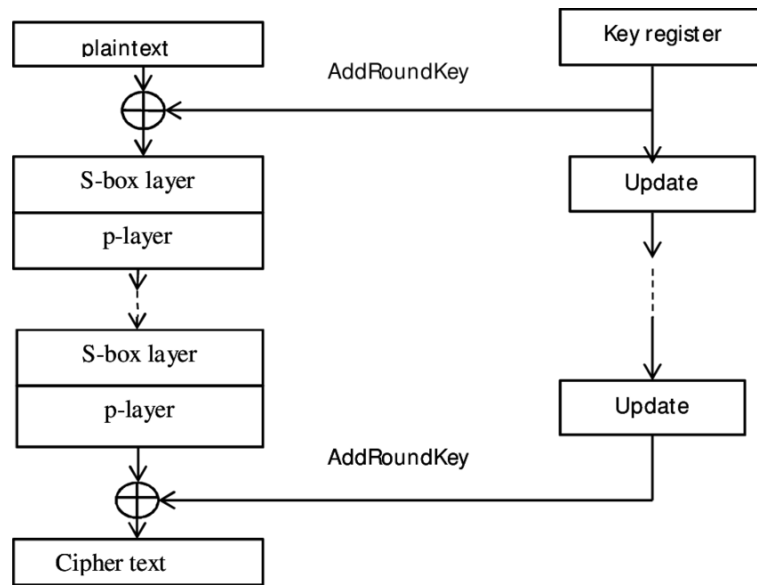 plaintext
Key register
AddRoundKey
S-box layer
Update
p-layer
S-box layer
p-layer
Update
AddRoundKey
Cipher text